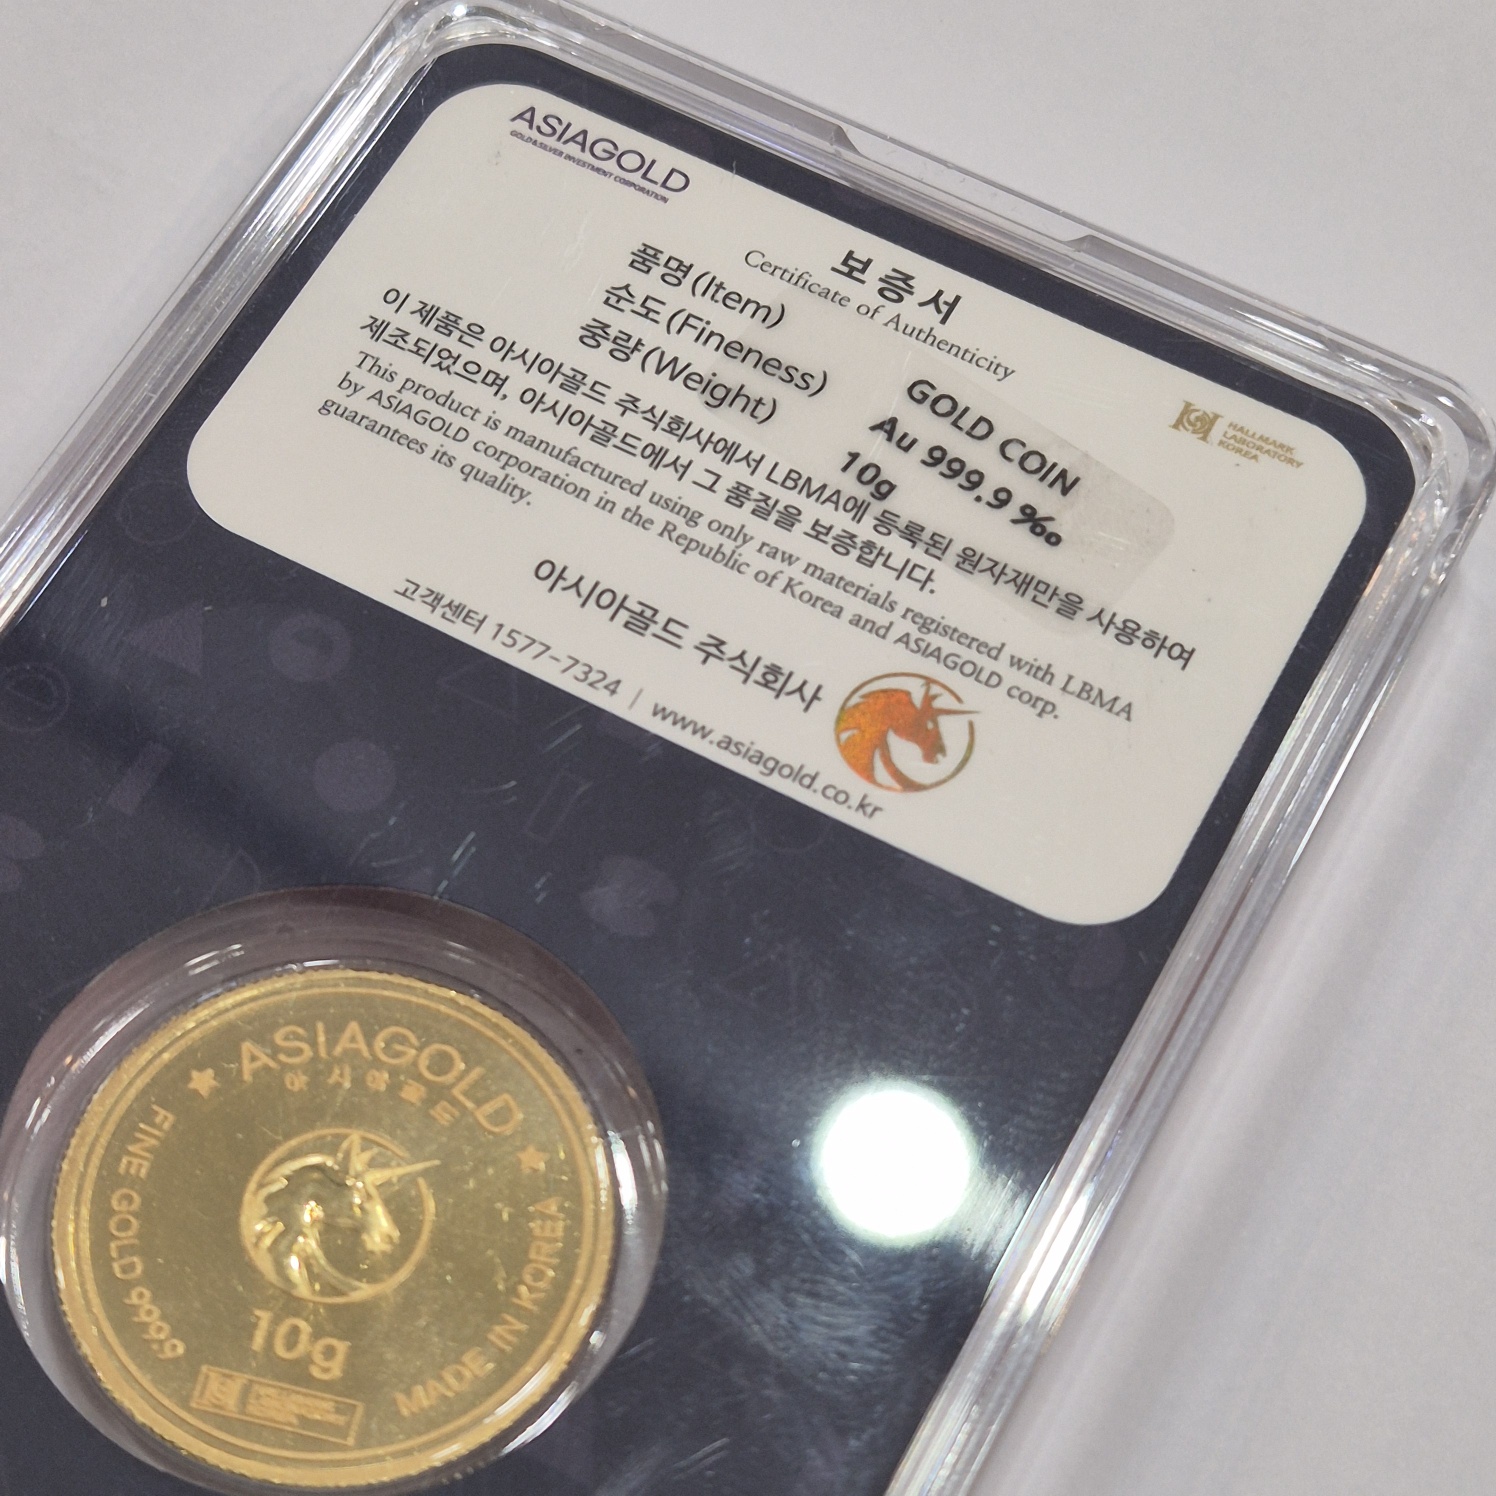 ASIAGOLD
GOLD&SILVER INVESTMENT CORPORATION
보증서
Certificate of Authenticity
품명(Item) GOLD COIN
순도(Fineness) Au 999.9 ‰
중량(Weight) 10g
HALLMARK
LABORATORY
KOREA
이 제품은 아시아골드 주식회사에서 LBMA에 등록된 원자재만을 사용하여
제조되었으며, 아시아골드에서 그 품질을 보증합니다.
This product is manufactured using only raw materials registered with LBMA
by ASIAGOLD corporation in the Republic of Korea and ASIAGOLD corp.
guarantees its quality.
아시아골드 주식회사
고객센터 1577-7324 | www.asiagold.co.kr
ASIAGOLD
아시아골드
FINE GOLD 999.9
10g
MADE IN KOREA